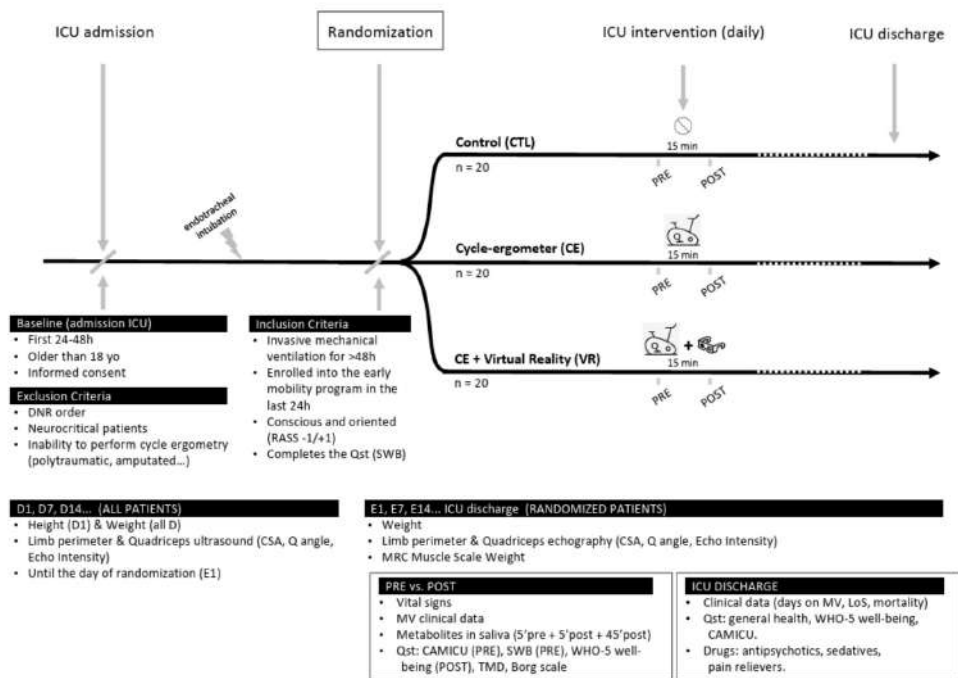 ICU admission
Randomization
ICU intervention (daily)
ICU discharge
endotracheal
intubation
Control (CTL)
n = 20
15 min
PRE
POST
Cycle-ergometer (CE)
n = 20
15 min
PRE
POST
CE + Virtual Reality (VR)
n = 20
+
15 min
PRE
POST
Baseline (admission ICU)
• First 24-48h
• Older than 18 yo
• Informed consent
Exclusion Criteria
• DNR order
• Neurocritical patients
• Inability to perform cycle ergometry
(polytraumatic, amputated...)
Inclusion Criteria
• Invasive mechanical
ventilation for >48h
• Enrolled into the early
mobility program in the
last 24h
• Conscious and oriented
(RASS -1/+1)
• Completes the Qst (SWB)
D1, D7, D14... (ALL PATIENTS)
• Height (D1) & Weight (all D)
• Limb perimeter & Quadriceps ultrasound (CSA, Q angle,
Echo Intensity)
• Until the day of randomization (E1)
E1, E7, E14... ICU discharge (RANDOMIZED PATIENTS)
• Weight
• Limb perimeter & Quadriceps echography (CSA, Q angle, Echo Intensity)
• MRC Muscle Scale Weight
PRE vs. POST
• Vital signs
• MV clinical data
• Metabolites in saliva (5'pre + 5'post + 45'post)
• Qst: CAMICU (PRE), SWB (PRE), WHO-5 well-
being (POST), TMD, Borg scale
ICU DISCHARGE
• Clinical data (days on MV, LoS, mortality)
• Qst: general health, WHO-5 well-being,
CAMICU.
• Drugs: antipsychotics, sedatives,
pain relievers.